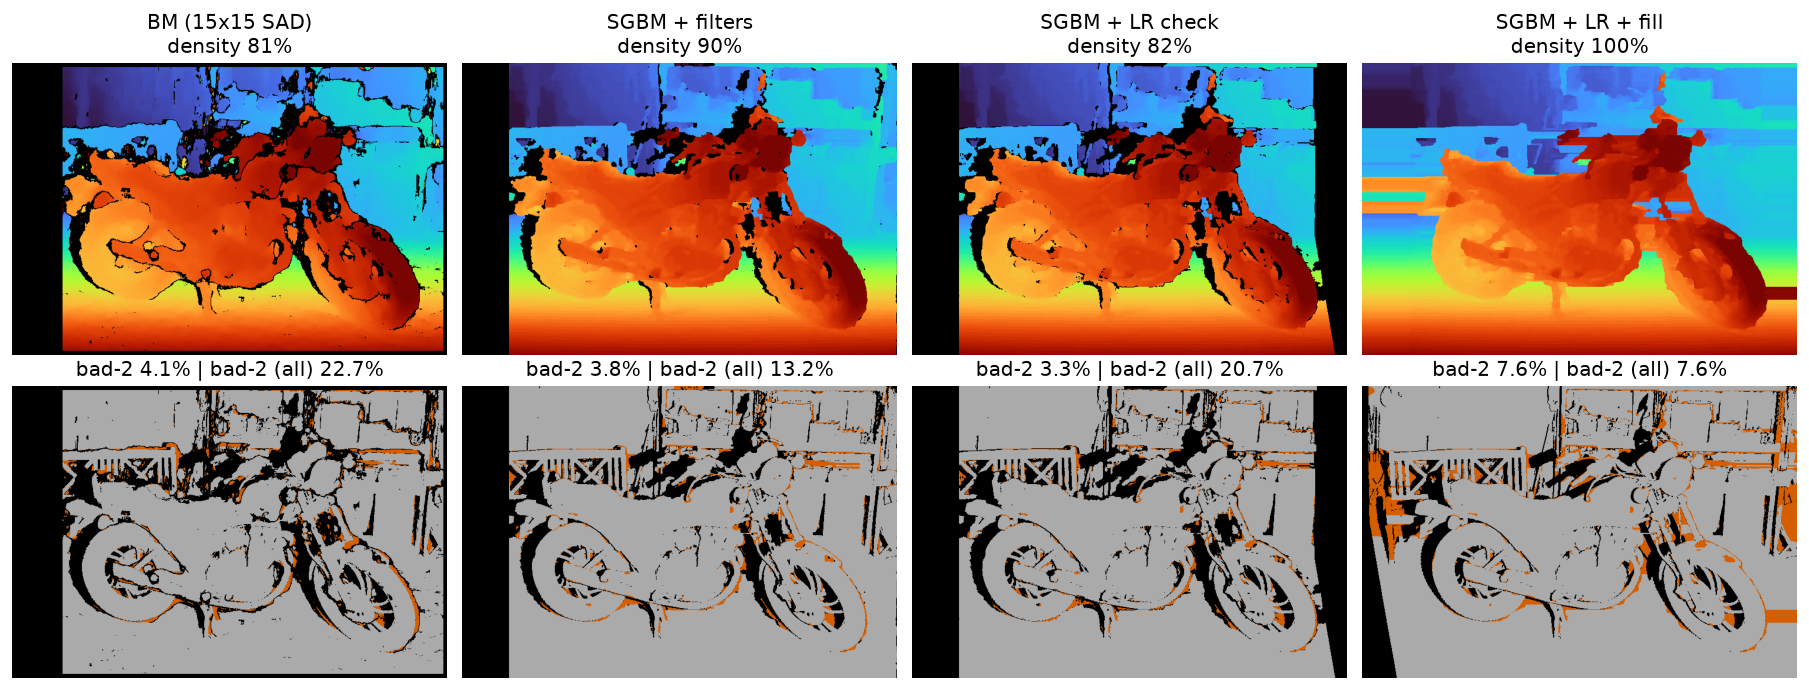 BM (15x15 SAD)
density 81%
SGBM + filters
density 90%
SGBM + LR check
density 82%
SGBM + LR + fill
density 100%
bad-2 4.1% | bad-2 (all) 22.7%
bad-2 3.8% | bad-2 (all) 13.2%
bad-2 3.3% | bad-2 (all) 20.7%
bad-2 7.6% | bad-2 (all) 7.6%